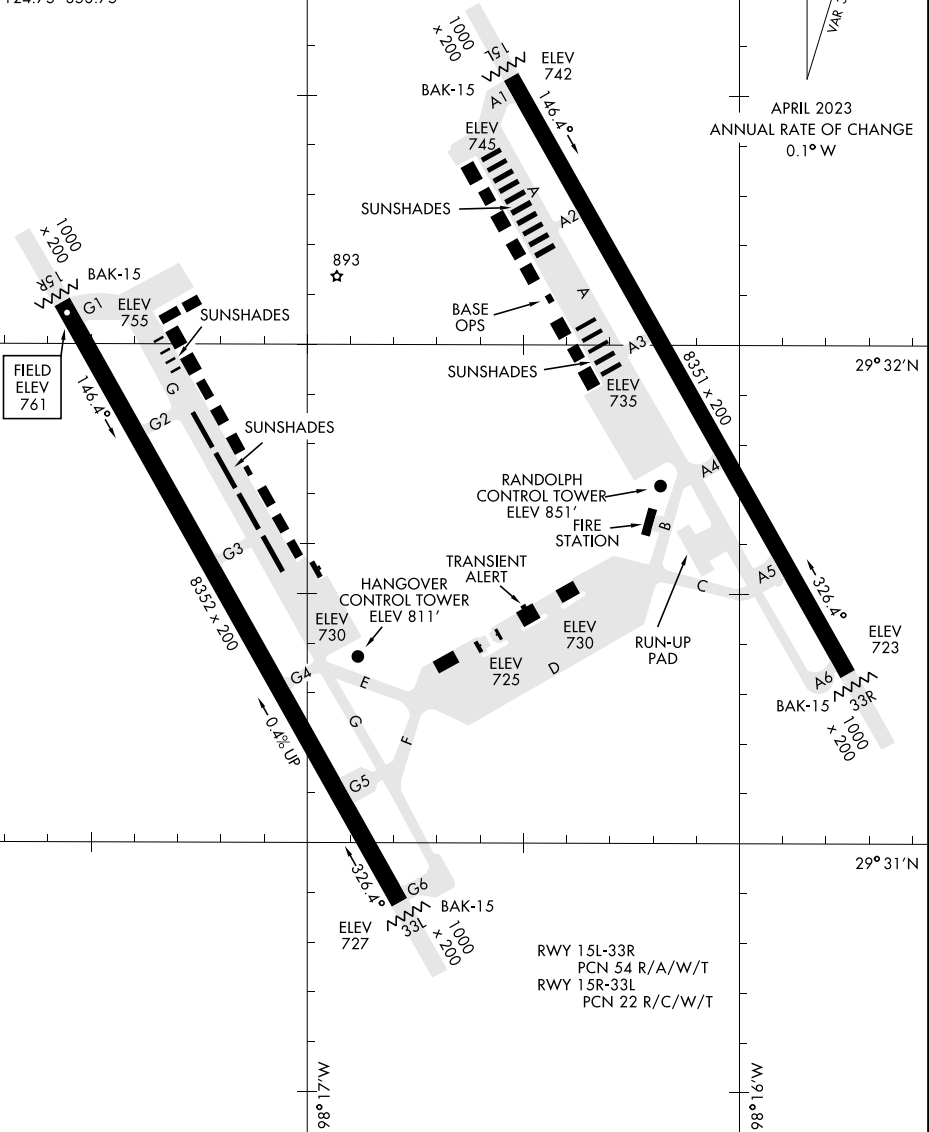 1000
x 200
15L
ELEV
742
BAK-15
A1
146.4°
VAR
APRIL 2023
ANNUAL RATE OF CHANGE
0.1° W
ELEV
745
A
SUNSHADES
A2
1000
x 200
15R
BAK-15
893
G1
ELEV
755
SUNSHADES
A
BASE
OPS
A3
FIELD
ELEV
761
146.4°
G
SUNSHADES
ELEV
735
8351 x 200
29° 32'N
G2
SUNSHADES
A4
RANDOLPH
CONTROL TOWER
ELEV 851'
FIRE
STATION
B
G3
TRANSIENT
ALERT
C
A5
326.4°
8352 x 200
HANGOVER
CONTROL TOWER
ELEV 811'
ELEV
730
ELEV
730
RUN-UP
PAD
ELEV
723
ELEV
725
D
G4
E
A6
BAK-15
33R
1000
x 200
G
F
0.4% UP
G5
29° 31'N
326.4°
G6
BAK-15
33L
1000
x 200
ELEV
727
RWY 15L-33R
PCN 54 R/A/W/T
RWY 15R-33L
PCN 22 R/C/W/T
98° 17'W
98° 16'W